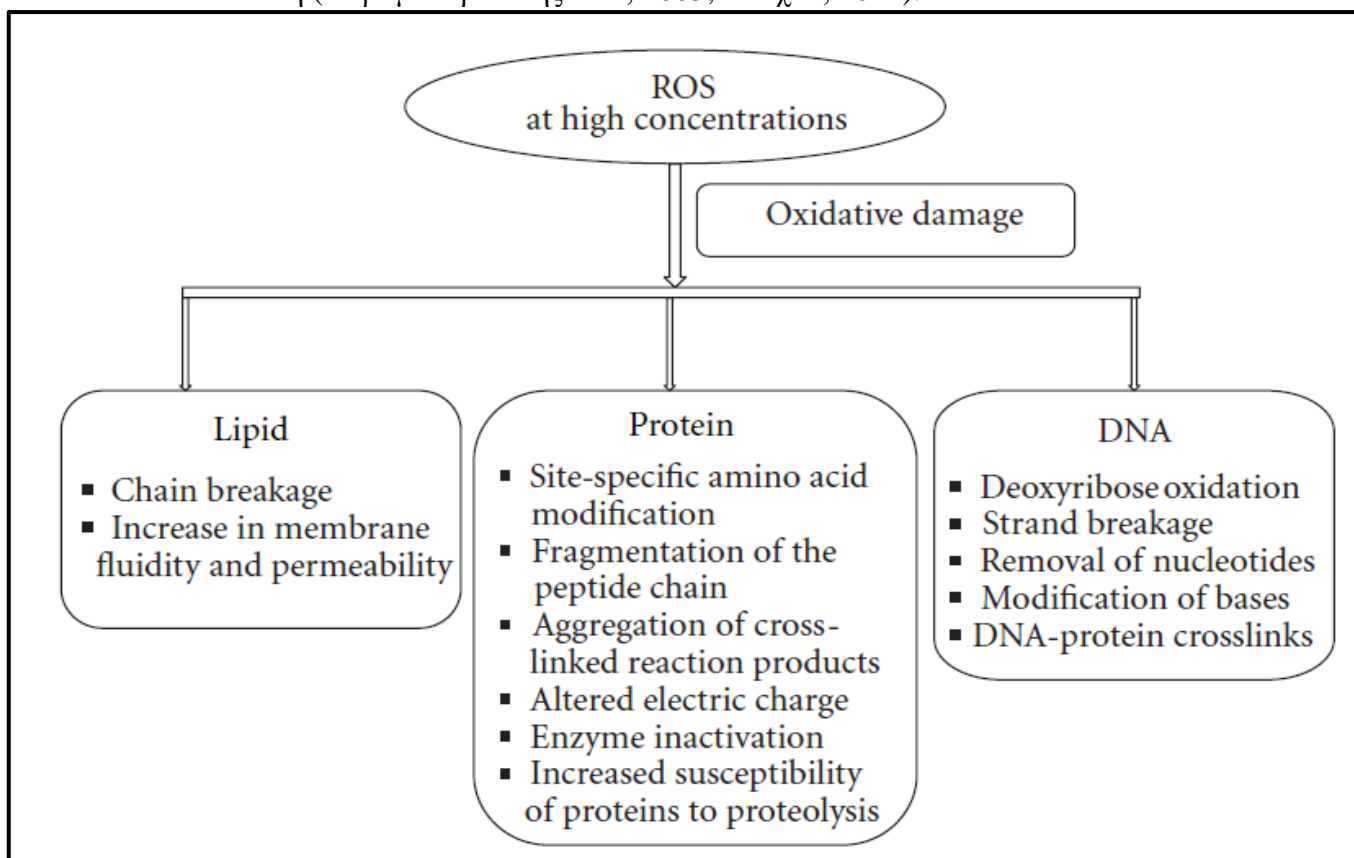 ROS
at high concentrations
Oxidative damage
Lipid
▪ Chain breakage
▪ Increase in membrane
fluidity and permeability
Protein
▪ Site-specific amino acid
modification
▪ Fragmentation of the
peptide chain
▪ Aggregation of cross-
linked reaction products
▪ Altered electric charge
▪ Enzyme inactivation
▪ Increased susceptibility
of proteins to proteolysis
DNA
▪ Deoxyribose oxidation
▪ Strand breakage
▪ Removal of nucleotides
▪ Modification of bases
▪ DNA-protein crosslinks